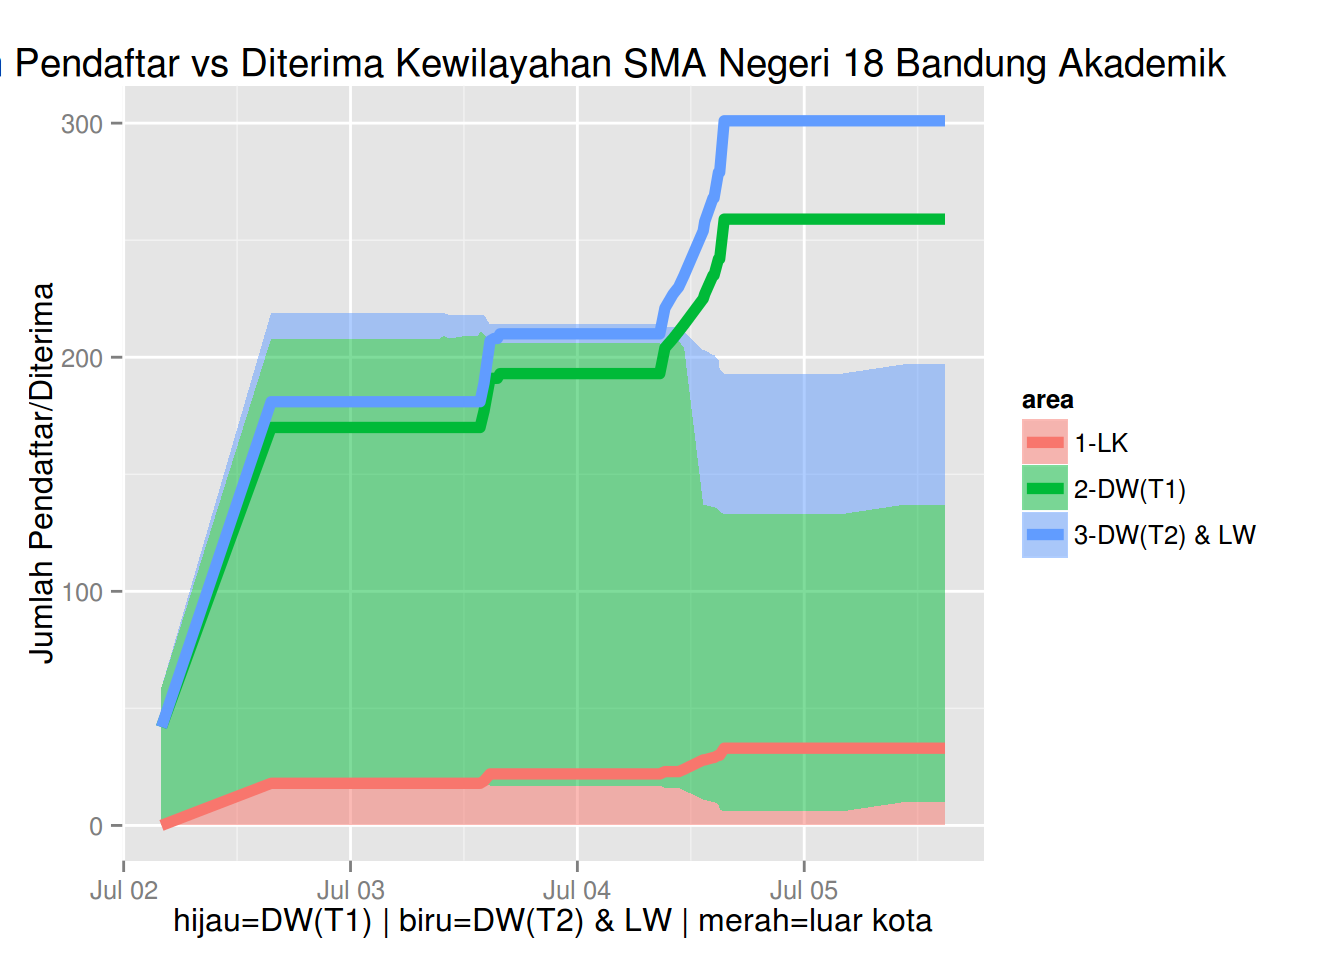 Pendaftar vs Diterima Kewilayahan SMA Negeri 18 Bandung Akademik
Jumlah Pendaftar/Diterima
300
200
100
0
Jul 02
Jul 03
Jul 04
Jul 05
hijau=DW(T1) | biru=DW(T2) & LW | merah=luar kota
area
1-LK
2-DW(T1)
3-DW(T2) & LW